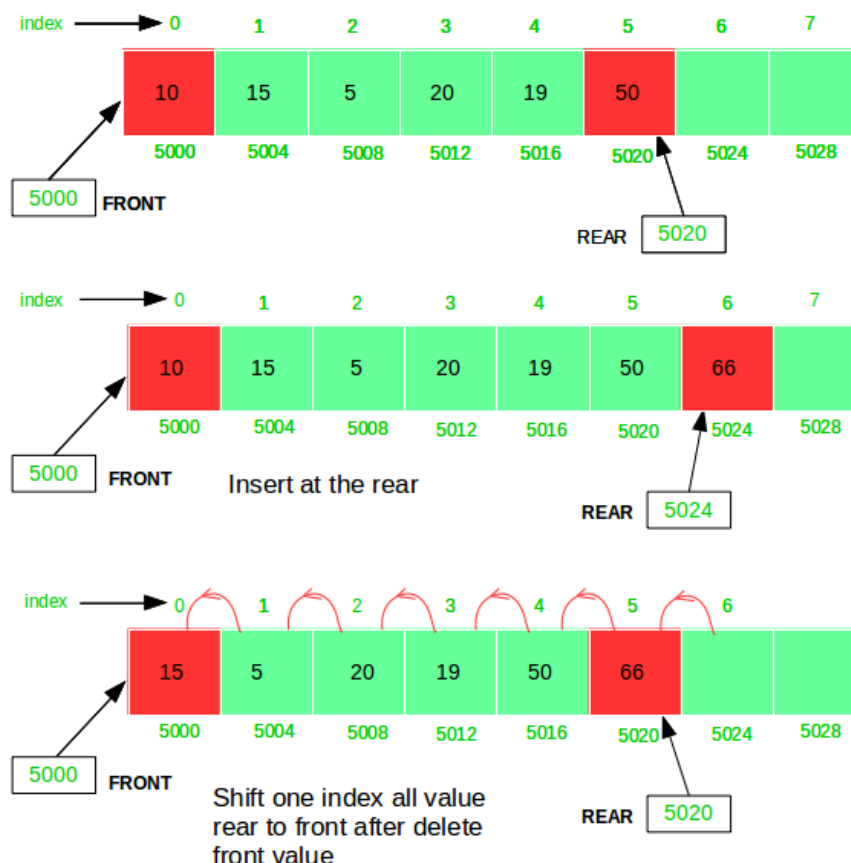 index 0 1 2 3 4 5 6 7
10 15 5 20 19 50
5000 5004 5008 5012 5016 5020 5024 5028
5000 FRONT
REAR 5020
index 0 1 2 3 4 5 6 7
10 15 5 20 19 50 66
5000 5004 5008 5012 5016 5020 5024 5028
5000 FRONT
Insert at the rear
REAR 5024
index 0 1 2 3 4 5 6
15 5 20 19 50 66
5000 5004 5008 5012 5016 5020 5024 5028
5000 FRONT
REAR 5020
Shift one index all value
rear to front after delete
front value